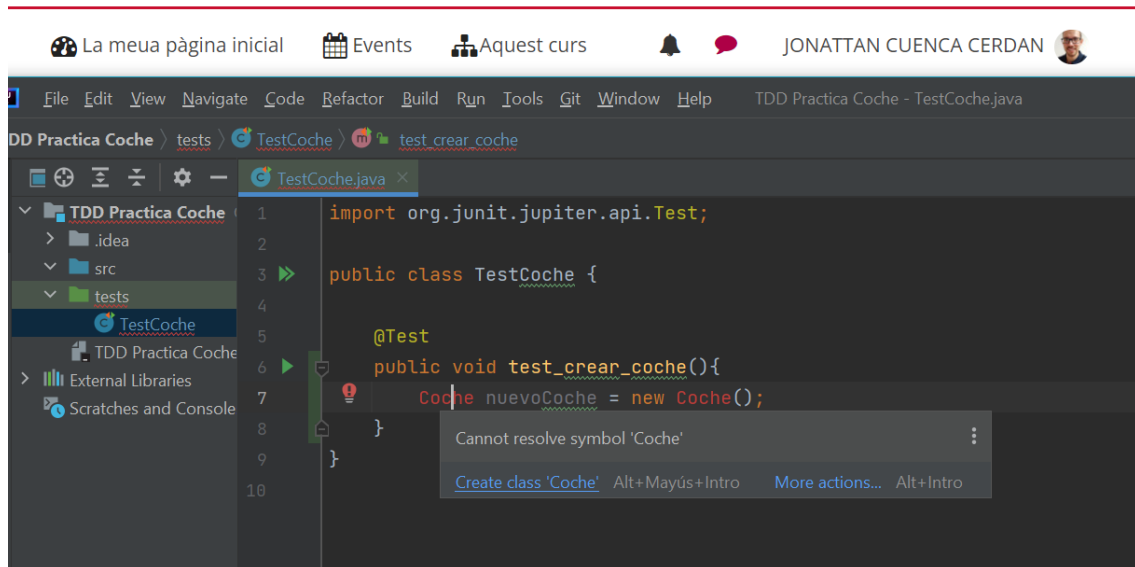 La meua pàgina inicial Events Aquest curs JONATTAN CUENCA CERDAN
File Edit View Navigate Code Refactor Build Run Tools Git Window Help TDD Practica Coche - TestCoche.java
DD Practica Coche tests TestCoche test_crear_coche
TestCoche.java
TDD Practica Coche
.idea
src
tests
TestCoche
TDD Practica Coche
External Libraries
Scratches and Console
1 import org.junit.jupiter.api.Test;
2
3 public class TestCoche {
4
5 @Test
6 public void test_crear_coche(){
7 Coche nuevoCoche = new Coche();
8 }
9 }
10
Cannot resolve symbol 'Coche'
Create class 'Coche' Alt+Mayús+Intro More actions... Alt+Intro